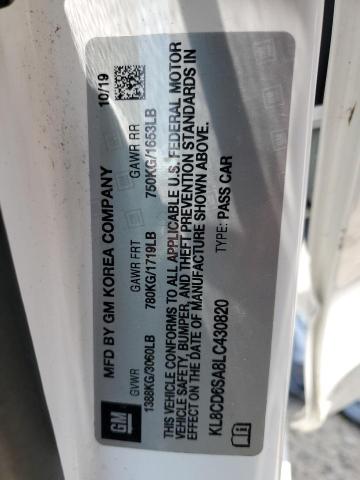 MFD BY GM KOREA COMPANY 10/19
GVWR GAWR FRT GAWR RR
1388KG/3060LB 780KG/1719LB 750KG/1653LB
THIS VEHICLE CONFORMS TO ALL APPLICABLE U.S. FEDERAL MOTOR
VEHICLE SAFETY, BUMPER, AND THEFT PREVENTION STANDARDS IN
EFFECT ON THE DATE OF MANUFACTURE SHOWN ABOVE.
KL8CD6SA8LC430820 TYPE: PASS CAR
GM